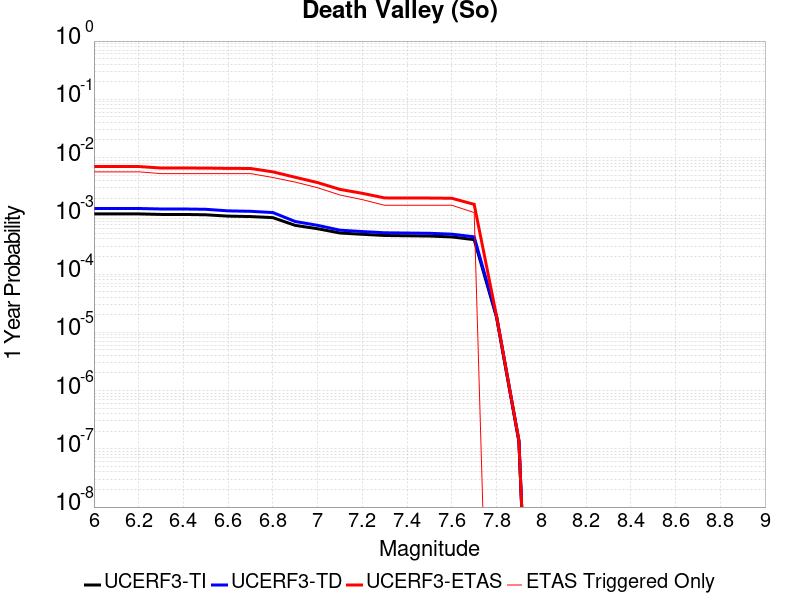 Death Valley (So)
10^0
10^-1
10^-2
10^-3
10^-4
10^-5
10^-6
10^-7
10^-8
1 Year Probability
6 6.2 6.4 6.6 6.8 7 7.2 7.4 7.6 7.8 8 8.2 8.4 8.6 8.8 9
Magnitude
UCERF3-TI UCERF3-TD UCERF3-ETAS ETAS Triggered Only